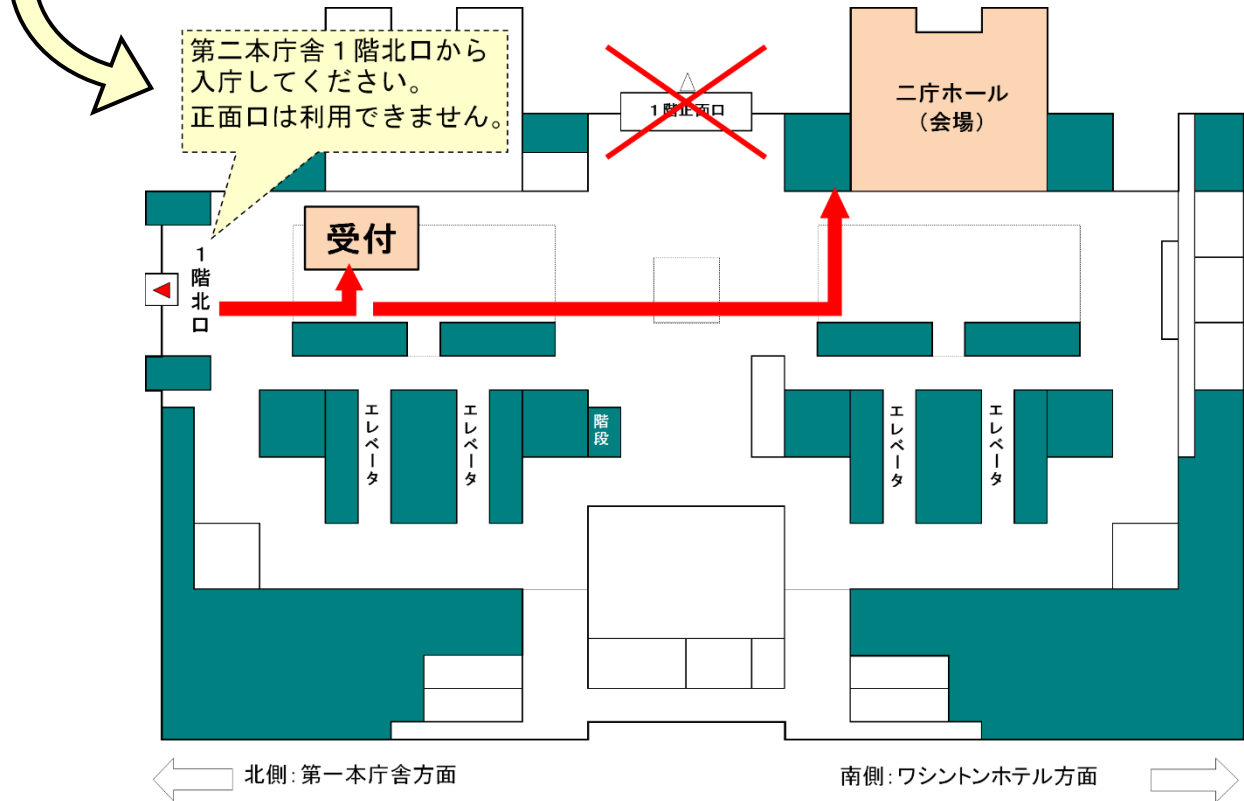 第二本庁舎１階北口から
入庁してください。
正面口は利用できません。
１階正面口
二庁ホール
（会場）
受付
１階北口
エレベータ
エレベータ
階段
エレベータ
エレベータ
北側：第一本庁舎方面
南側：ワシントンホテル方面